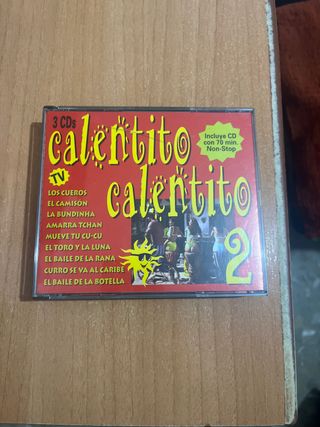 3 CDs
calentito
Incluye CD
con 70 min.
Non-Stop
calentito
TV
2
LOS CUEROS
EL CAMISON
LA BUNDINHA
AMARRA TCHAN
MUEVE TU CU-CU
EL TORO Y LA LUNA
EL BAILE DE LA RANA
CURRO SE VA AL CARIBE
EL BAILE DE LA BOTELLA